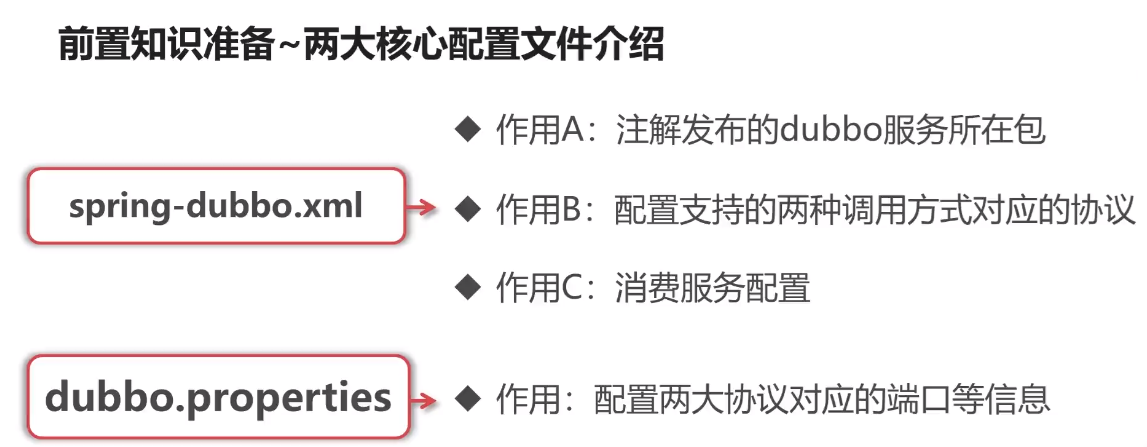 前置知识准备~两大核心配置文件介绍
◆ 作用A：注解发布的dubbo服务所在包
spring-dubbo.xml
◆ 作用B：配置支持的两种调用方式对应的协议
◆ 作用C：消费服务配置
dubbo.properties
◆ 作用：配置两大协议对应的端口等信息